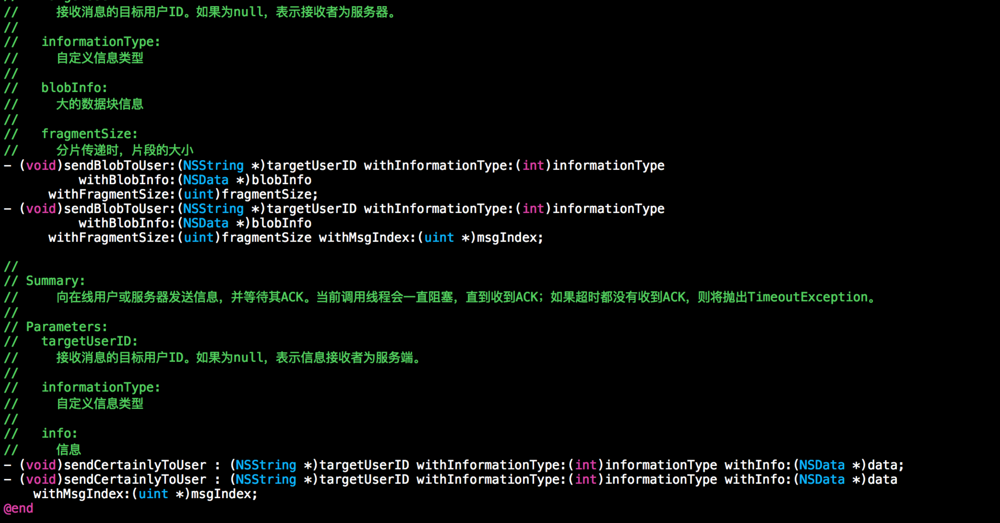 //      接收消息的目标用户ID。如果为null，表示接收者为服务器。
//
//   informationType:
//     自定义信息类型
//
//   blobInfo:
//     大的数据块信息
//
//   fragmentSize:
//     分片传递时，片段的大小
- (void)sendBlobToUser:(NSString *)targetUserID withInformationType:(int)informationType
          withBlobInfo:(NSData *)blobInfo
      withFragmentSize:(uint)fragmentSize;
- (void)sendBlobToUser:(NSString *)targetUserID withInformationType:(int)informationType
          withBlobInfo:(NSData *)blobInfo
      withFragmentSize:(uint)fragmentSize withMsgIndex:(uint *)msgIndex;
//
// Summary:
//     向在线用户或服务器发送信息，并等待其ACK。当前调用线程会一直阻塞，直到收到ACK；如果超时都没有收到ACK，则将抛出TimeoutException。
//
// Parameters:
//   targetUserID:
//     接收消息的目标用户ID。如果为null，表示信息接收者为服务端。
//
//   informationType:
//     自定义信息类型
//
//   info:
//     信息
- (void)sendCertainlyToUser : (NSString *)targetUserID withInformationType:(int)informationType withInfo:(NSData *)data;
- (void)sendCertainlyToUser : (NSString *)targetUserID withInformationType:(int)informationType withInfo:(NSData *)data
    withMsgIndex:(uint *)msgIndex;
@end